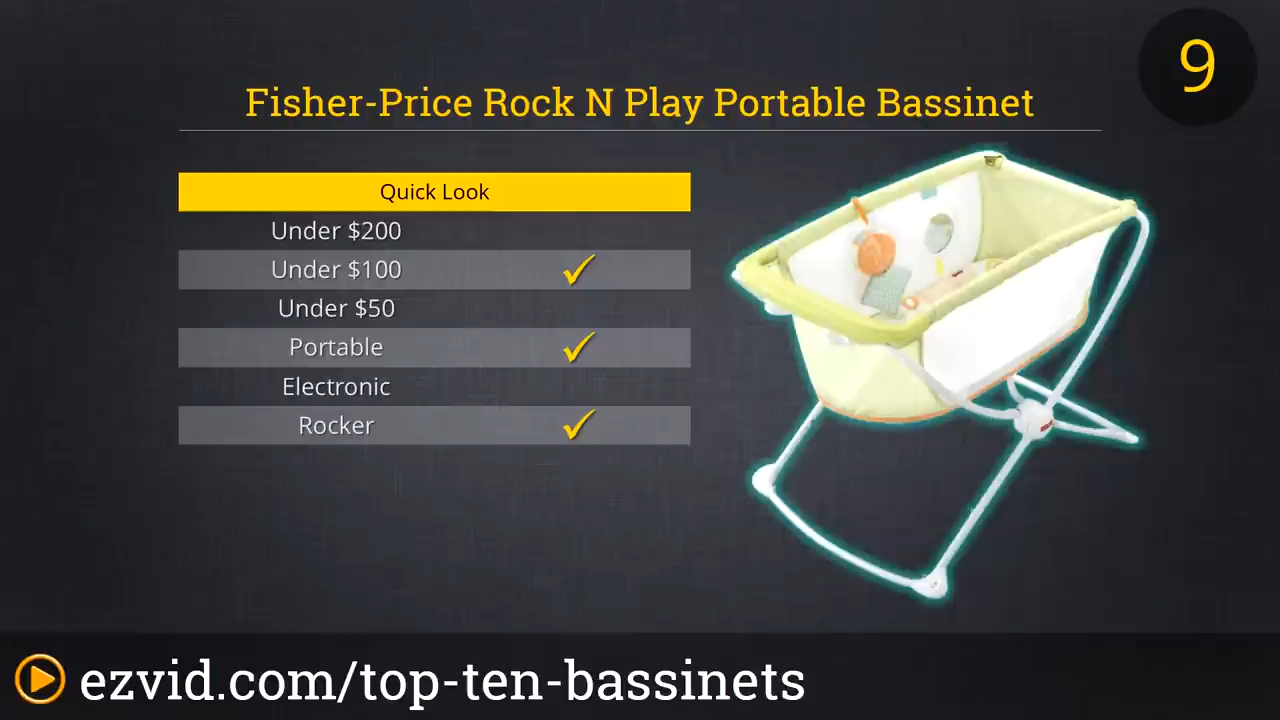 9
Fisher-Price Rock N Play Portable Bassinet
Quick Look
Under $200
Under $100
Under $50
Portable
Electronic
Rocker
ezvid.com/top-ten-bassinets